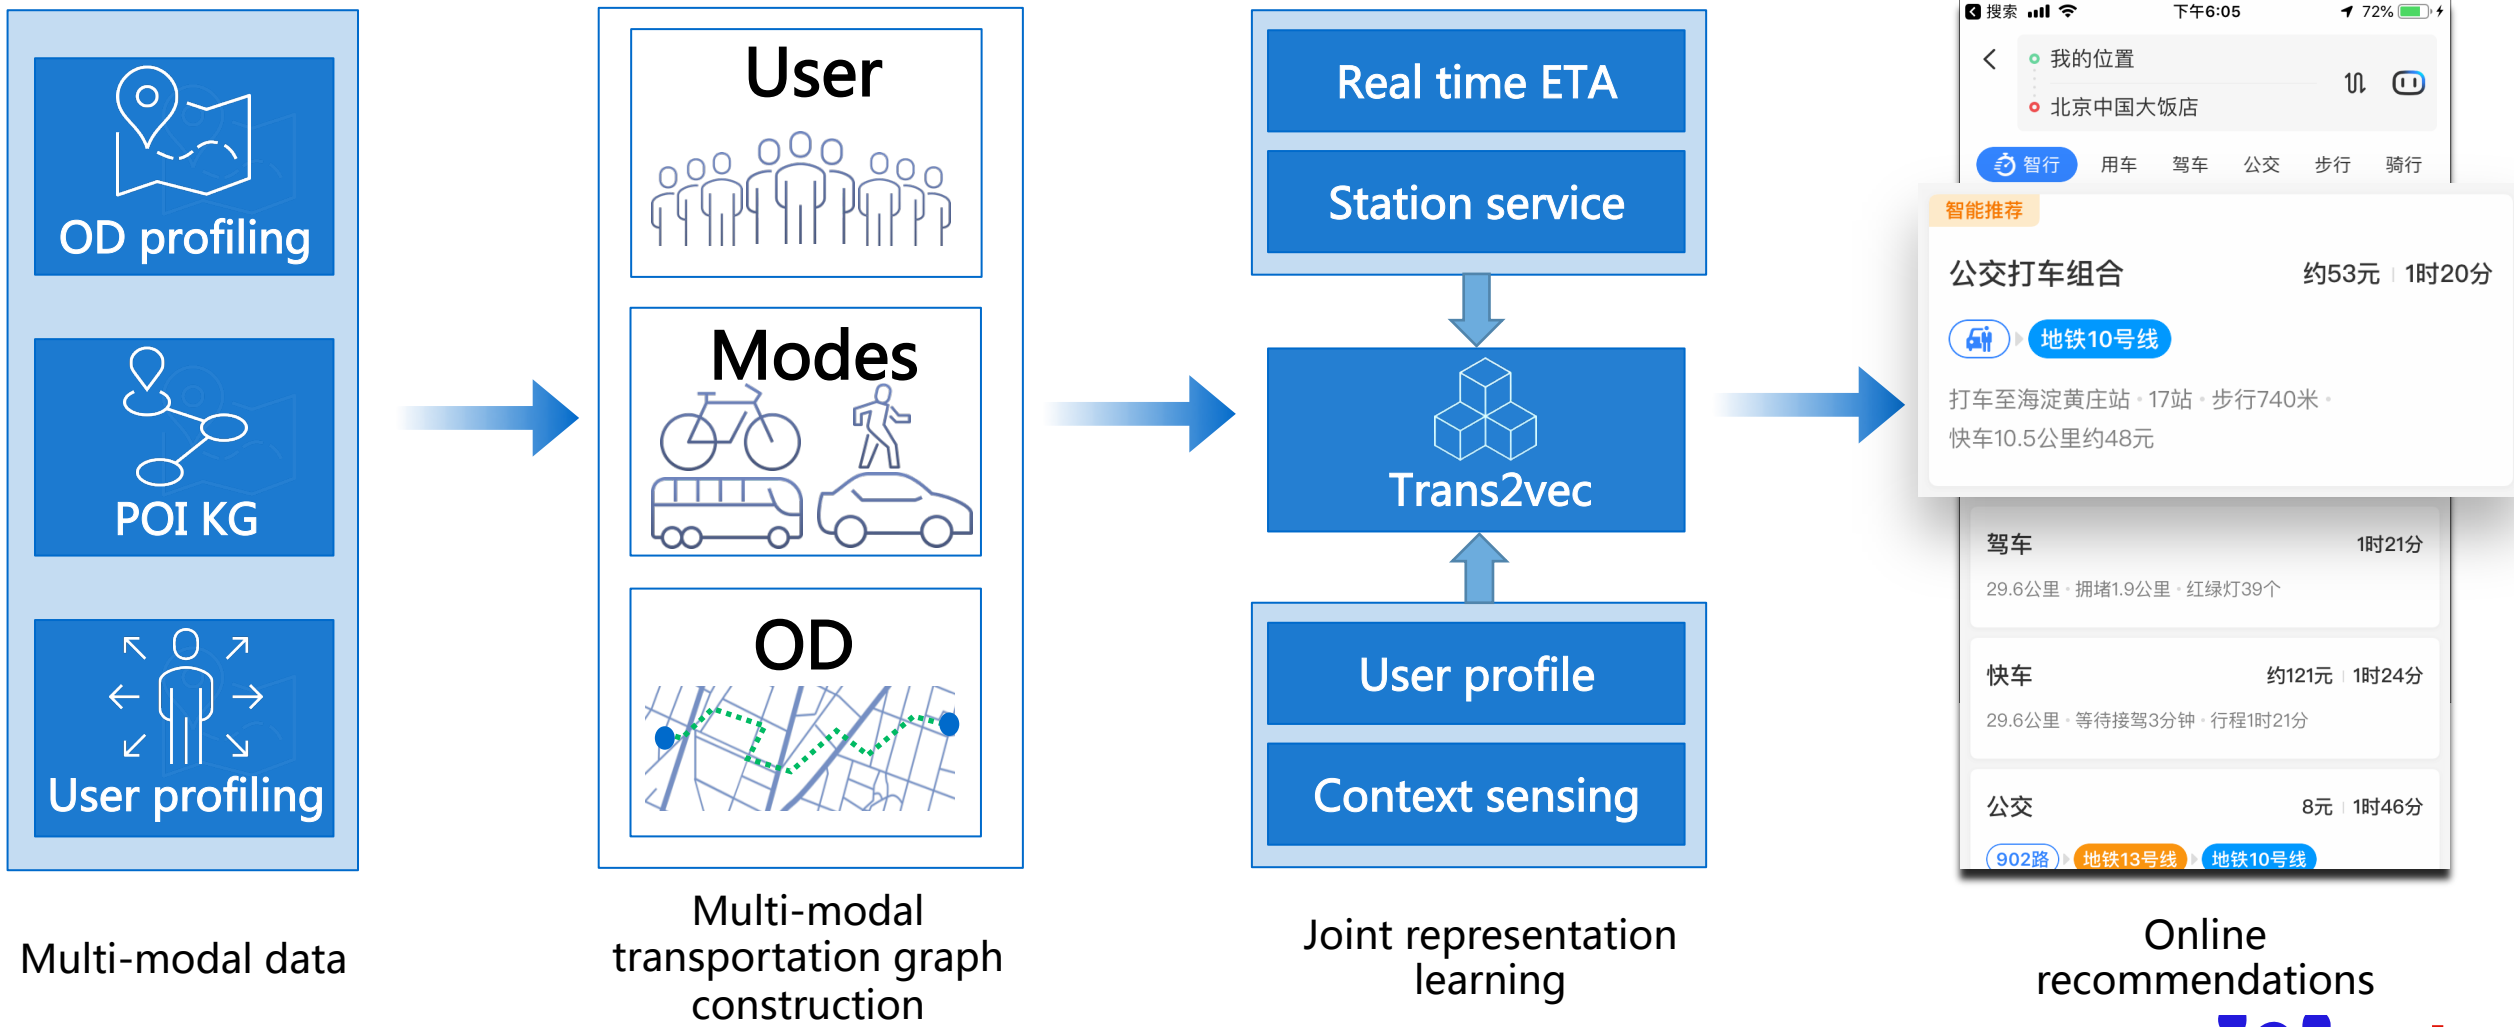 OD profiling
POI KG
User profiling
Multi-modal data
User
Modes
OD
Multi-modal
transportation graph
construction
Real time ETA
Station service
Trans2vec
User profile
Context sensing
Joint representation
learning
搜索 下午6:05 72%
我的位置
北京中国大饭店
智行 用车 驾车 公交 步行 骑行
智能推荐
公交打车组合 约53元 1时20分
地铁10号线
打车至海淀黄庄站·17站·步行740米·
快车10.5公里约48元
驾车 1时21分
29.6公里·拥堵1.9公里·红绿灯39个
快车 约121元 1时24分
29.6公里·等待接驾3分钟·行程1时21分
公交 8元 1时46分
902路 地铁13号线 地铁10号线
Online
recommendations